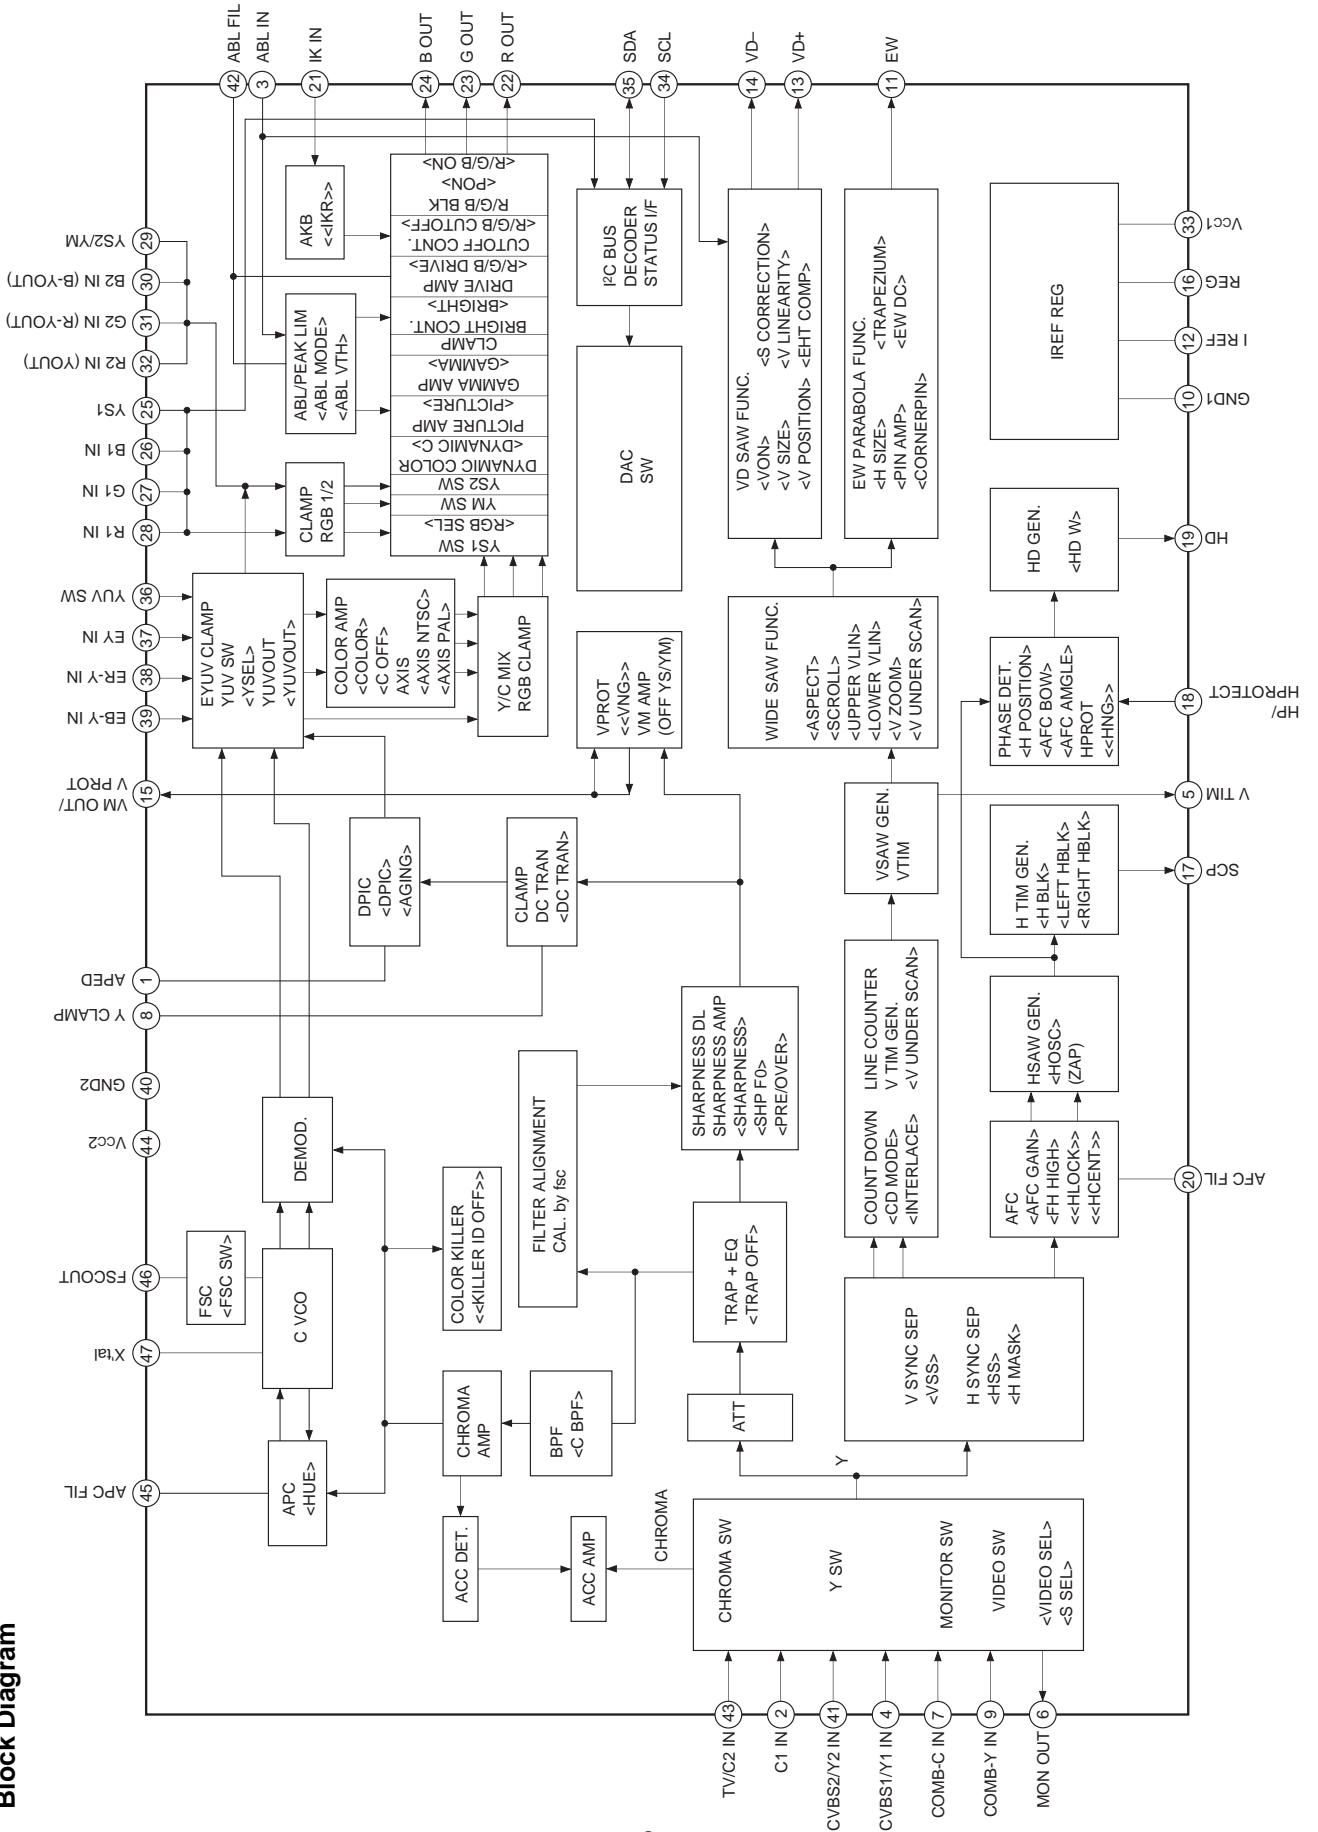 Block Diagram
42 ABL FIL
3 ABL IN
21 IK IN
24 B OUT
23 G OUT
22 R OUT
35 SDA
34 SCL
14 VD–
13 VD+
11 EW
YS2/YM 29
B2 IN (B-YOUT) 30
G2 IN (R-YOUT) 31
R2 IN (YOUT) 32
YS1 25
B1 IN 26
G1 IN 27
R1 IN 28
YUV SW 36
EY IN 37
ER-Y IN 38
EB-Y IN 39
VM OUT/
V PROT 15
APED 1
Y CLAMP 8
GND2 40
Vcc2 44
FSCOUT 46
X'tal 47
APC FIL 45
TV/C2 IN 43
C1 IN 2
CVBS2/Y2 IN 41
CVBS1/Y1 IN 4
COMB-C IN 7
COMB-Y IN 9
MON OUT 6
33 Vcc1
16 REG
12 I REF
10 GND1
19 HD
18 HP/
HPROTECT
5 V TIM
17 SCP
20 AFC FIL
AKB
<<IKR>>
ABL/PEAK LIM
<ABL MODE>
<ABL VTH>
CLAMP
RGB 1/2
YS1 SW
<RGB SEL>
YM SW
YS2 SW
DYNAMIC COLOR
<DYNAMIC C>
PICTURE AMP
<PICTURE>
GAMMA AMP
<GAMMA>
CLAMP
BRIGHT CONT.
<BRIGHT>
DRIVE AMP
<R/G/B DRIVE>
CUTOFF CONT.
<R/G/B CUTOFF>
R/G/B BLK
<PON>
<R/G/B ON>
I²C BUS
DECODER
STATUS I/F
DAC
SW
VD SAW FUNC.
<VON> <S CORRECTION>
<V SIZE> <V LINEARITY>
<V POSITION> <EHT COMP>
EW PARABOLA FUNC.
<H SIZE> <TRAPEZIUM>
<PIN AMP> <EW DC>
<CORNERPIN>
IREF REG
EYUV CLAMP
YUV SW
<YSEL>
YUVOUT
<YUVOUT>
COLOR AMP
<COLOR>
<C OFF>
AXIS
<AXIS NTSC>
<AXIS PAL>
Y/C MIX
RGB CLAMP
VPROT
<<VNG>>
VM AMP
(OFF YS/YM)
WIDE SAW FUNC.
<ASPECT>
<SCROLL>
<UPPER VLIN>
<LOWER VLIN>
<V ZOOM>
<V UNDER SCAN>
HD GEN.
<HD W>
PHASE DET.
<H POSITION>
<AFC BOW>
<AFC AMGLE>
HPROT
<<HNG>>
DPIC
<DPIC>
<AGING>
CLAMP
DC TRAN
<DC TRAN>
VSAW GEN.
VTIM
H TIM GEN.
<H BLK>
<LEFT HBLK>
<RIGHT HBLK>
DEMOD.
FSC
<FSC SW>
C VCO
COLOR KILLER
<<KILLER ID OFF>>
FILTER ALIGNMENT
CAL. by fsc
SHARPNESS DL
SHARPNESS AMP
<SHARPNESS>
<SHP F0>
<PRE/OVER>
COUNT DOWN LINE COUNTER
<CD MODE> V TIM GEN.
<INTERLACE> <V UNDER SCAN>
HSAW GEN.
<HOSC>
(ZAP)
AFC
<AFC GAIN>
<FH HIGH>
<<HLOCK>>
<<HCENT>>
TRAP + EQ
<TRAP OFF>
APC
<HUE>
CHROMA
AMP
BPF
<C BPF>
ATT
V SYNC SEP
<VSS>
H SYNC SEP
<HSS>
<H MASK>
Y
ACC DET.
ACC AMP
CHROMA
CHROMA SW
Y SW
MONITOR SW
VIDEO SW
<VIDEO SEL>
<S SEL>